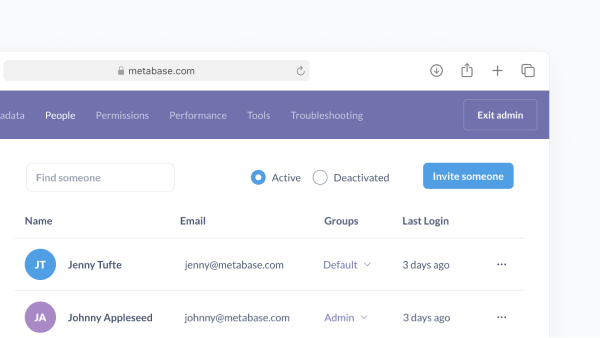 metabase.com
adata People Permissions Performance Tools Troubleshooting Exit admin
Find someone Active Deactivated Invite someone
Name Email Groups Last Login
JT Jenny Tufte jenny@metabase.com Default 3 days ago ...
JA Johnny Appleseed johnny@metabase.com Admin 3 days ago ...